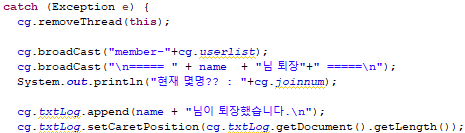 catch (Exception e) {
cg.removeThread(this);
cg.broadCast("member-"+cg.userlist);
cg.broadCast("\n===== " + name  + "님 퇴장"+" =====\n");
System.out.println("현재 몇명?? : "+cg.joinnum);
cg.txtLog.append(name + "님이 퇴장했습니다.\n");
cg.txtLog.setCaretPosition(cg.txtLog.getDocument().getLength());